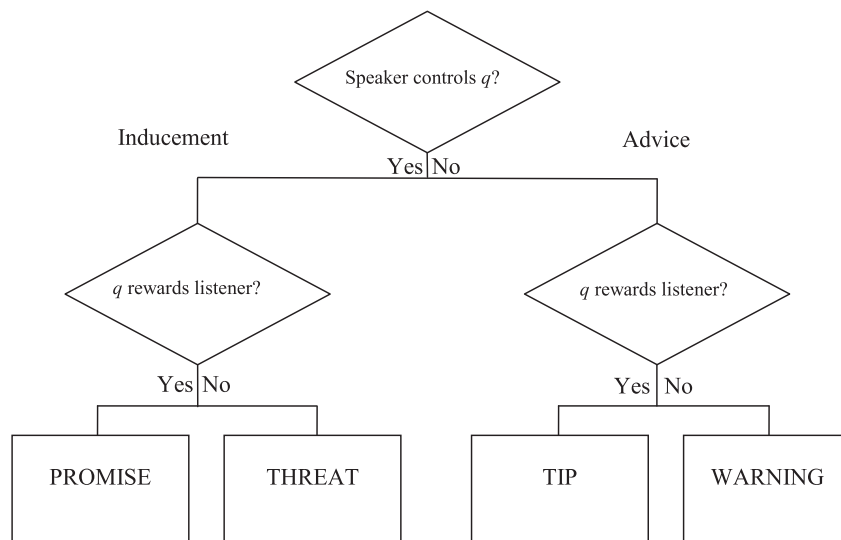 Speaker controls q?
Inducement
Advice
Yes No
q rewards listener?
q rewards listener?
Yes No
Yes No
PROMISE
THREAT
TIP
WARNING